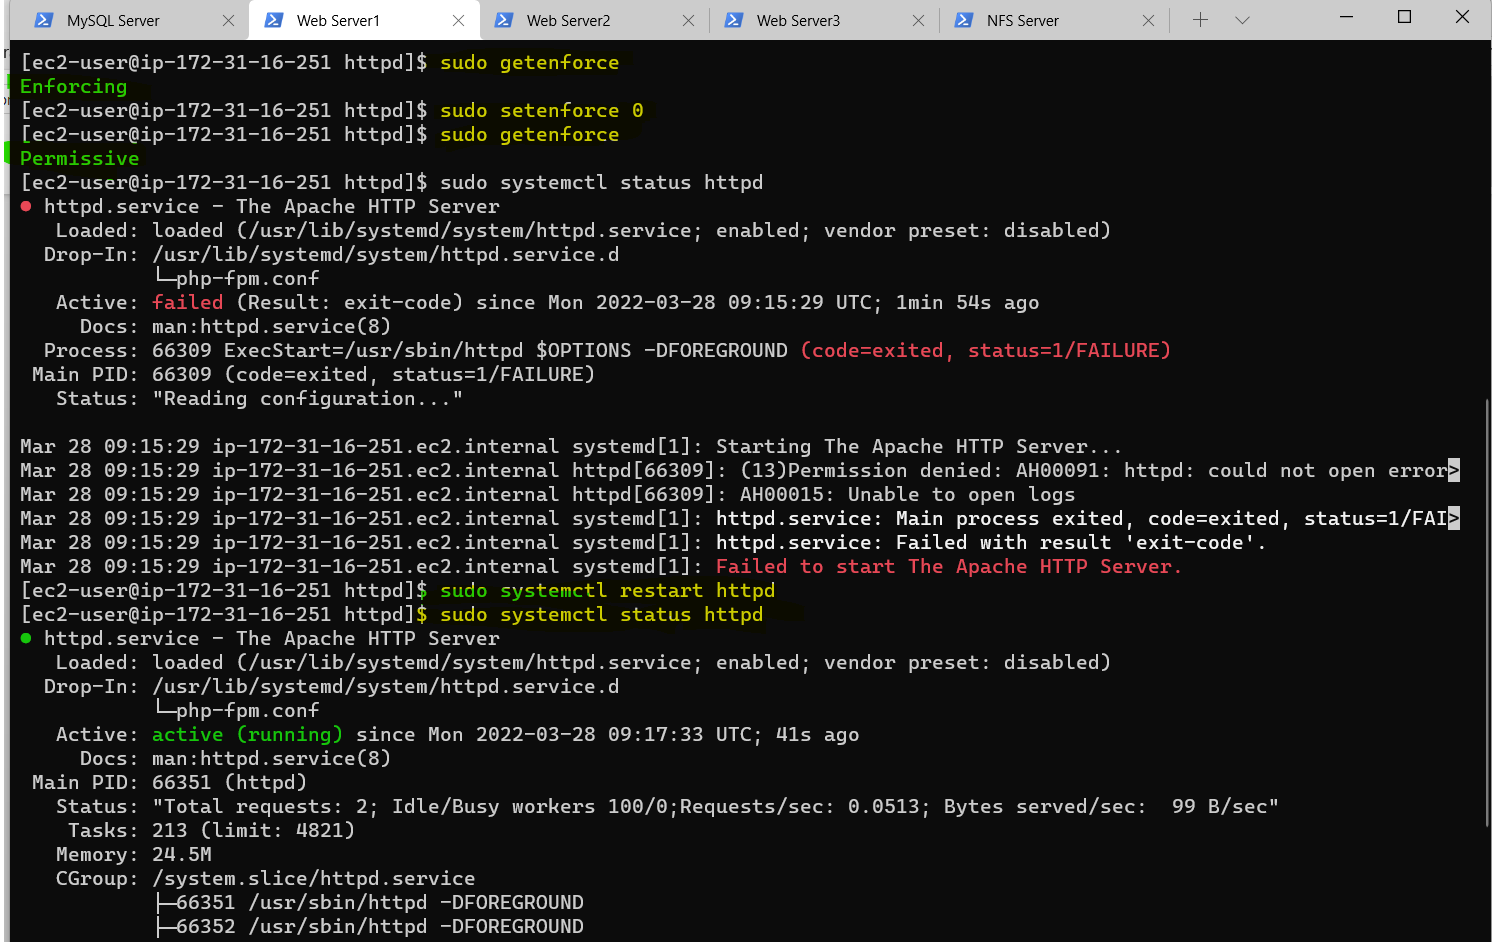 MySQL Server
Web Server1
Web Server2
Web Server3
NFS Server
[ec2-user@ip-172-31-16-251 httpd]$ sudo getenforce
Enforcing
[ec2-user@ip-172-31-16-251 httpd]$ sudo setenforce 0
[ec2-user@ip-172-31-16-251 httpd]$ sudo getenforce
Permissive
[ec2-user@ip-172-31-16-251 httpd]$ sudo systemctl status httpd
● httpd.service - The Apache HTTP Server
Loaded: loaded (/usr/lib/systemd/system/httpd.service; enabled; vendor preset: disabled)
Drop-In: /usr/lib/systemd/system/httpd.service.d
└─php-fpm.conf
Active: failed (Result: exit-code) since Mon 2022-03-28 09:15:29 UTC; 1min 54s ago
Docs: man:httpd.service(8)
Process: 66309 ExecStart=/usr/sbin/httpd $OPTIONS -DFOREGROUND (code=exited, status=1/FAILURE)
Main PID: 66309 (code=exited, status=1/FAILURE)
Status: "Reading configuration..."
Mar 28 09:15:29 ip-172-31-16-251.ec2.internal systemd[1]: Starting The Apache HTTP Server...
Mar 28 09:15:29 ip-172-31-16-251.ec2.internal httpd[66309]: (13)Permission denied: AH00091: httpd: could not open error>
Mar 28 09:15:29 ip-172-31-16-251.ec2.internal httpd[66309]: AH00015: Unable to open logs
Mar 28 09:15:29 ip-172-31-16-251.ec2.internal systemd[1]: httpd.service: Main process exited, code=exited, status=1/FAI>
Mar 28 09:15:29 ip-172-31-16-251.ec2.internal systemd[1]: httpd.service: Failed with result 'exit-code'.
Mar 28 09:15:29 ip-172-31-16-251.ec2.internal systemd[1]: Failed to start The Apache HTTP Server.
[ec2-user@ip-172-31-16-251 httpd]$ sudo systemctl restart httpd
[ec2-user@ip-172-31-16-251 httpd]$ sudo systemctl status httpd
● httpd.service - The Apache HTTP Server
Loaded: loaded (/usr/lib/systemd/system/httpd.service; enabled; vendor preset: disabled)
Drop-In: /usr/lib/systemd/system/httpd.service.d
└─php-fpm.conf
Active: active (running) since Mon 2022-03-28 09:17:33 UTC; 41s ago
Docs: man:httpd.service(8)
Main PID: 66351 (httpd)
Status: "Total requests: 2; Idle/Busy workers 100/0;Requests/sec: 0.0513; Bytes served/sec:  99 B/sec"
Tasks: 213 (limit: 4821)
Memory: 24.5M
CGroup: /system.slice/httpd.service
├─66351 /usr/sbin/httpd -DFOREGROUND
├─66352 /usr/sbin/httpd -DFOREGROUND